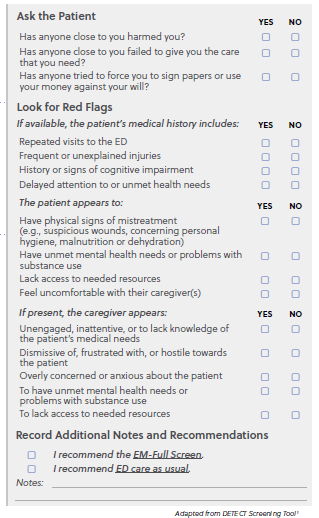 Ask the Patient
YES NO
Has anyone close to you harmed you?
Has anyone close to you failed to give you the care
that you need?
Has anyone tried to force you to sign papers or use
your money against your will?
Look for Red Flags
If available, the patient's medical history includes: YES NO
Repeated visits to the ED
Frequent or unexplained injuries
History or signs of cognitive impairment
Delayed attention to or unmet health needs
The patient appears to: YES NO
Have physical signs of mistreatment
(e.g., suspicious wounds, concerning personal
hygiene, malnutrition or dehydration)
Have unmet mental health needs or problems with
substance use
Lack access to needed resources
Feel uncomfortable with their caregiver(s)
If present, the caregiver appears: YES NO
Unengaged, inattentive, or to lack knowledge of
the patient's medical needs
Dismissive of, frustrated with, or hostile towards
the patient
Overly concerned or anxious about the patient
To have unmet mental health needs or
problems with substance use
To lack access to needed resources
Record Additional Notes and Recommendations
I recommend the EM-Full Screen.
I recommend ED care as usual.
Notes:
Adapted from DETECT Screening Tool¹